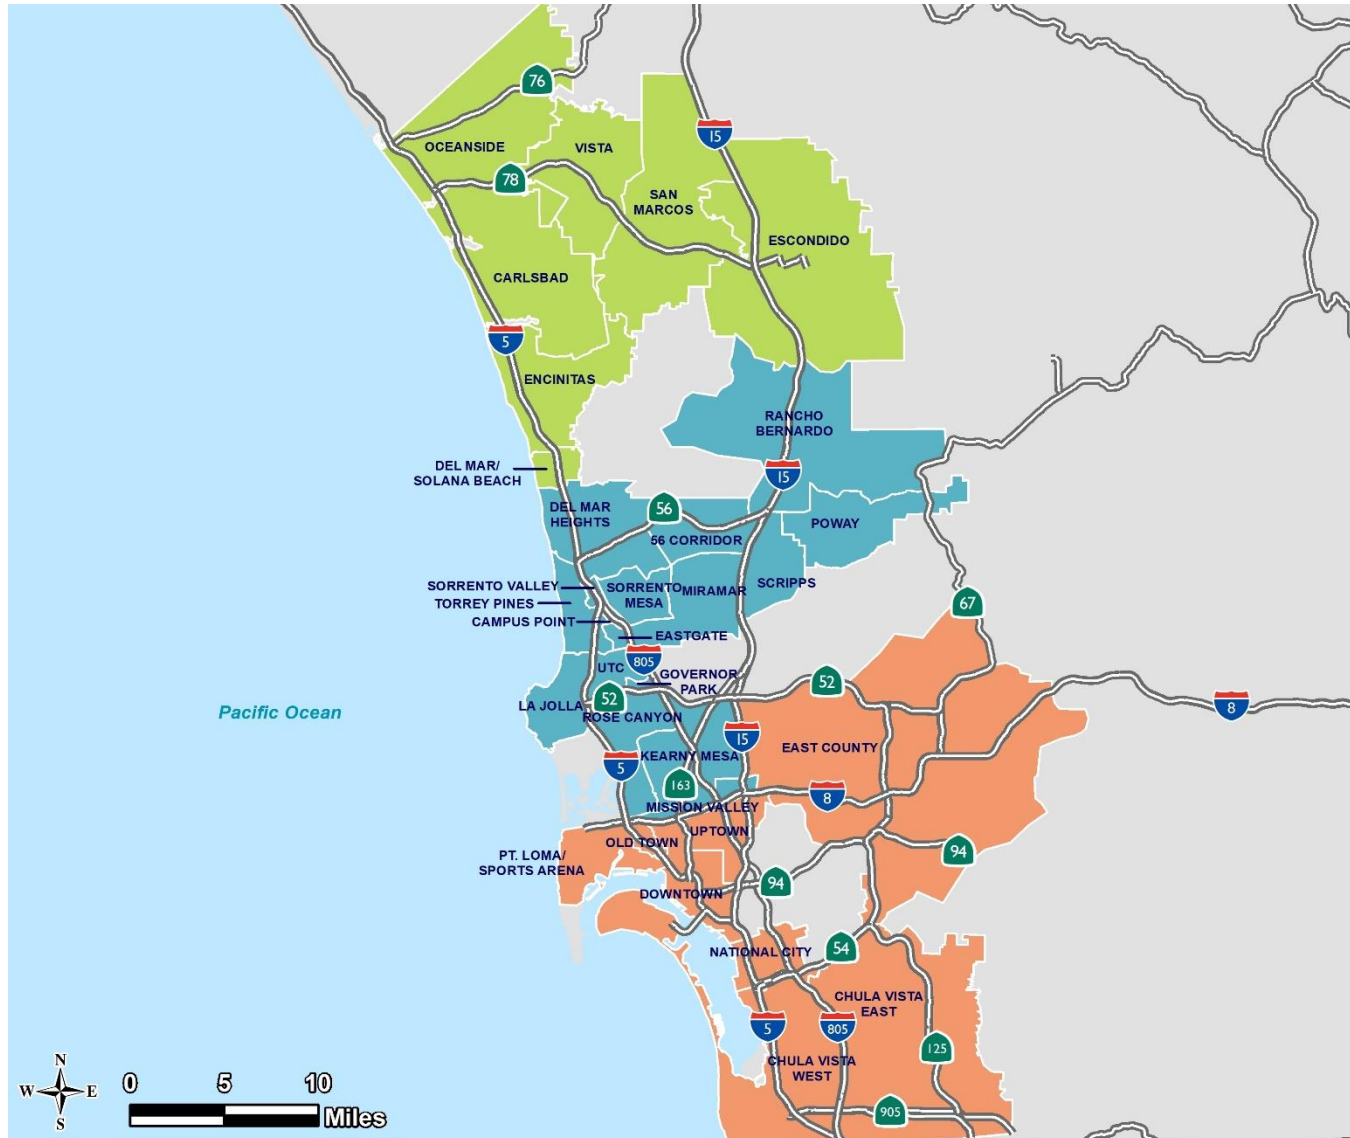 76
15
OCEANSIDE
VISTA
78
SAN
MARCOS
ESCONDIDO
CARLSBAD
5
ENCINITAS
RANCHO
BERNARDO
DEL MAR/
SOLANA BEACH
15
DEL MAR
HEIGHTS
56
POWAY
56 CORRIDOR
SORRENTO VALLEY
SORRENTO
MESA
MIRAMAR
SCRIPPS
TORREY PINES
67
CAMPUS POINT
EASTGATE
805
UTC
GOVERNOR
PARK
52
52
LA JOLLA
ROSE CANYON
8
Pacific Ocean
15
EAST COUNTY
KEARNY MESA
5
163
8
MISSION VALLEY
UPTOWN
OLD TOWN
94
PT. LOMA/
SPORTS ARENA
94
DOWNTOWN
NATIONAL CITY
54
CHULA VISTA
EAST
5
805
125
CHULA VISTA
WEST
905
N
W
E
S
0
5
10
Miles